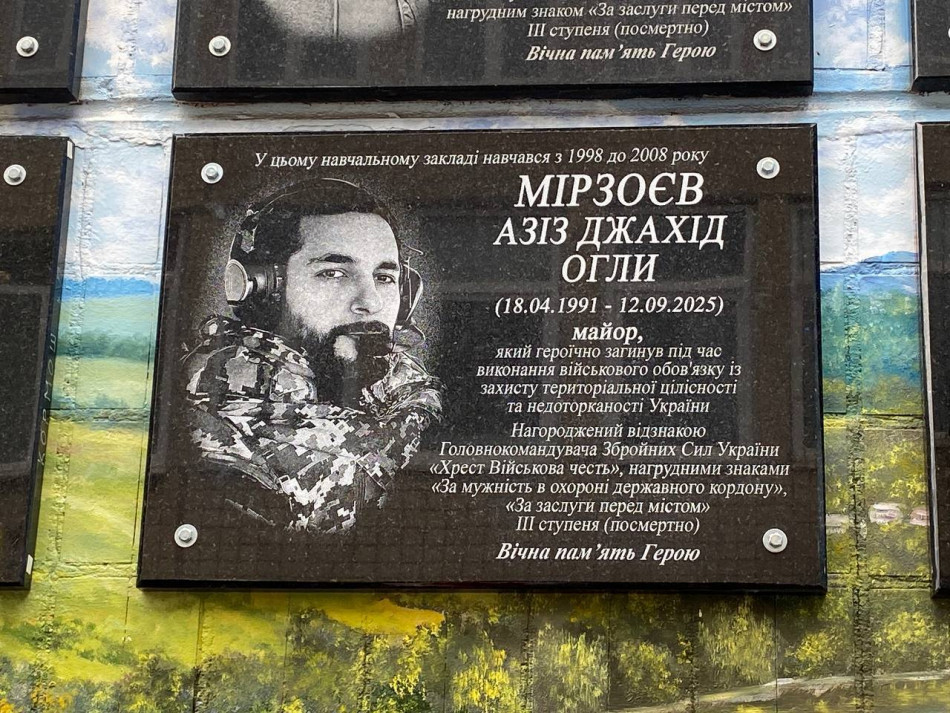 нагрудним знаком «За заслуги перед містом»
ІІІ ступеня (посмертно)
Вічна пам’ять Герою
У цьому навчальному закладі навчався з 1998 до 2008 року
МІРЗОЄВ
АЗІЗ ДЖАХІД
ОГЛИ
(18.04.1991 - 12.09.2025)
майор,
який героїчно загинув під час
виконання військового обов'язку із
захисту територіальної цілісності
та недоторканості України
Нагороджений відзнакою
Головнокомандувача Збройних Сил України
«Хрест Військова честь», нагрудними знаками
«За мужність в охороні державного кордону»,
«За заслуги перед містом»
ІІІ ступеня (посмертно)
Вічна пам’ять Герою